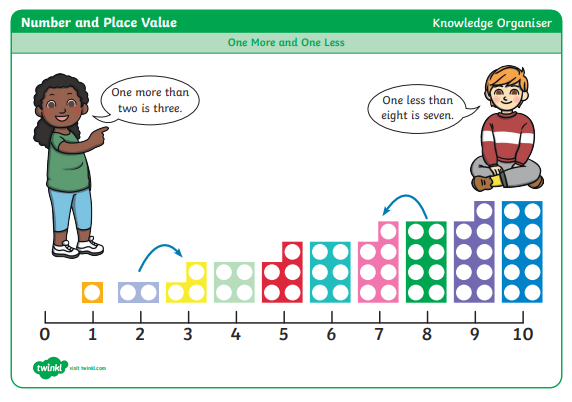 Number and Place Value
Knowledge Organiser
One More and One Less
One more than
two is three.
One less than
eight is seven.
0 1 2 3 4 5 6 7 8 9 10
twinkl
visit twinkl.com